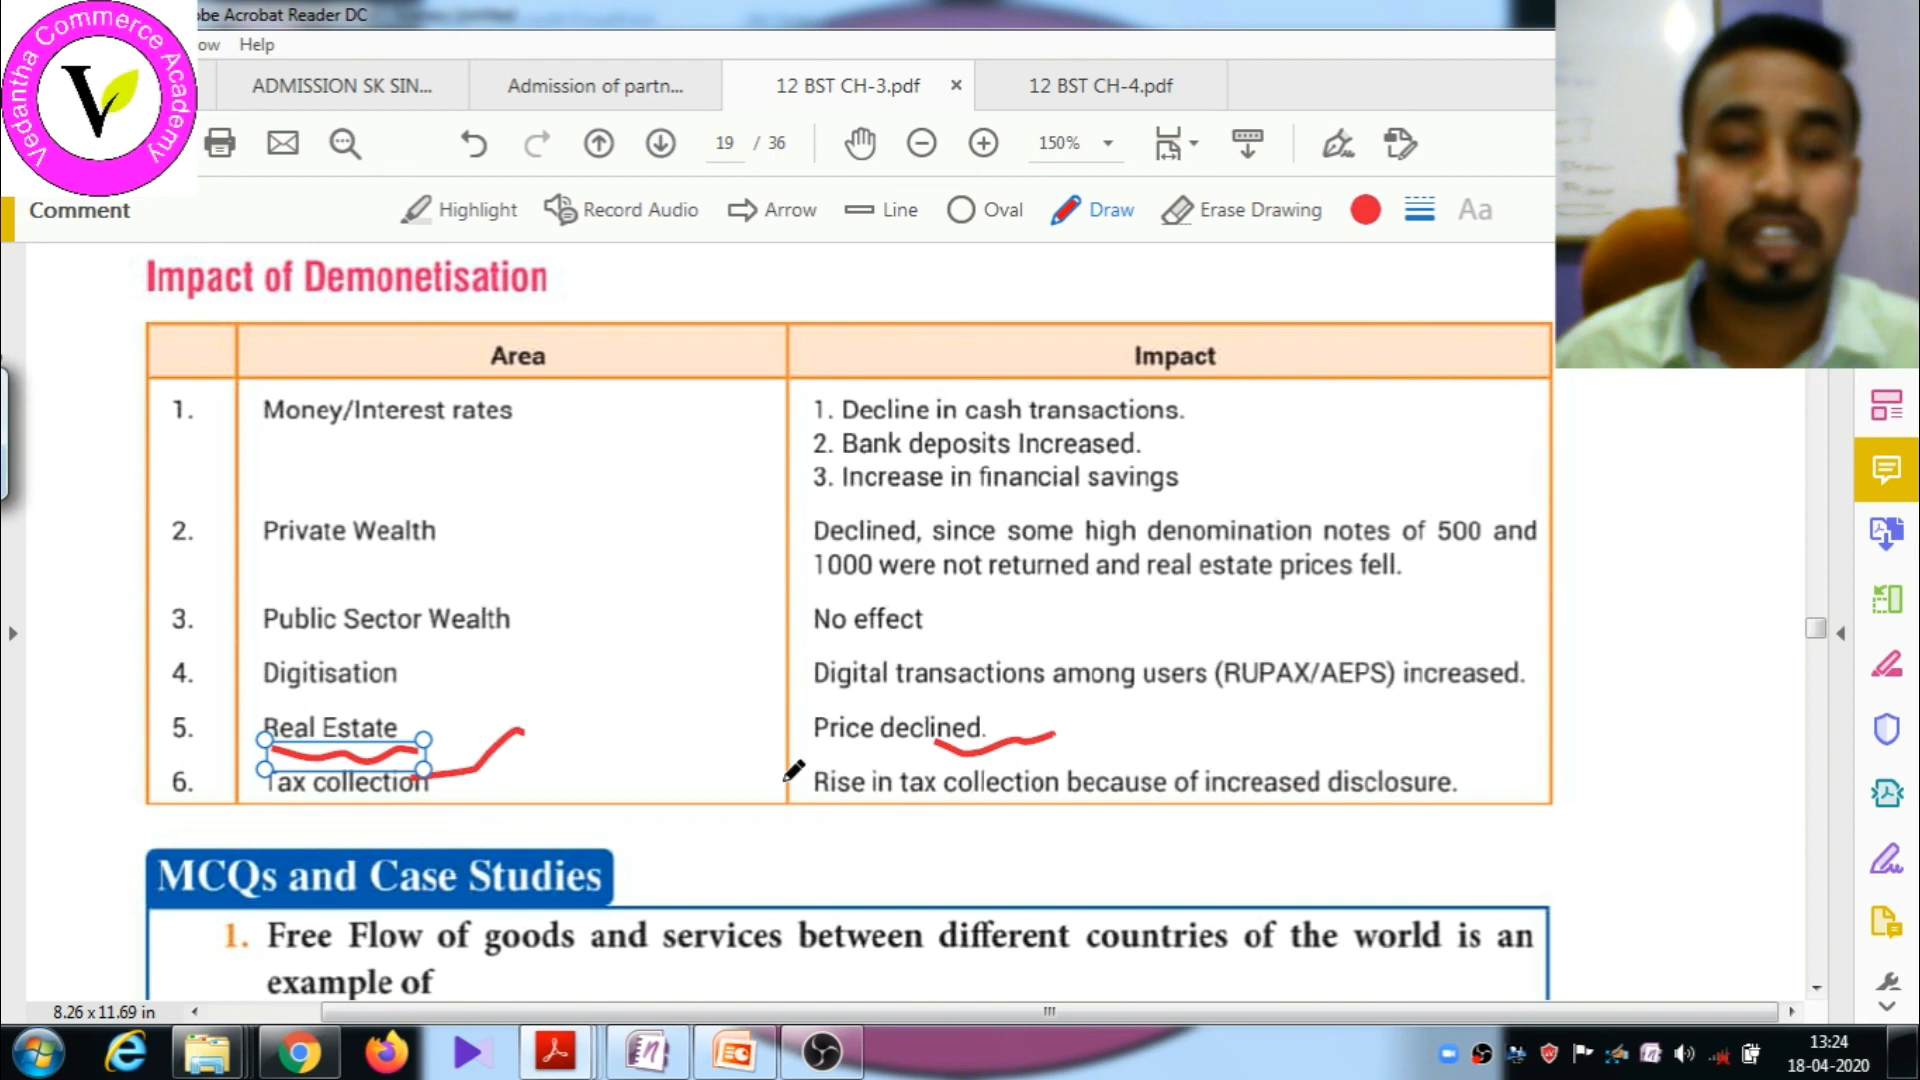 Vedantha Commerce Academy
V
obe Acrobat Reader DC
ow Help
ADMISSION SK SIN... Admission of partn... 12 BST CH-3.pdf × 12 BST CH-4.pdf
19 / 36 150%
Comment Highlight Record Audio Arrow Line Oval Draw Erase Drawing Aa
Impact of Demonetisation
Area Impact
1. Money/Interest rates 1. Decline in cash transactions.
2. Bank deposits Increased.
3. Increase in financial savings
2. Private Wealth Declined, since some high denomination notes of 500 and
1000 were not returned and real estate prices fell.
3. Public Sector Wealth No effect
4. Digitisation Digital transactions among users (RUPAX/AEPS) increased.
5. Real Estate Price declined.
6. Tax collection Rise in tax collection because of increased disclosure.
MCQs and Case Studies
1. Free Flow of goods and services between different countries of the world is an
example of
8.26 x 11.69 in
13:24
18-04-2020